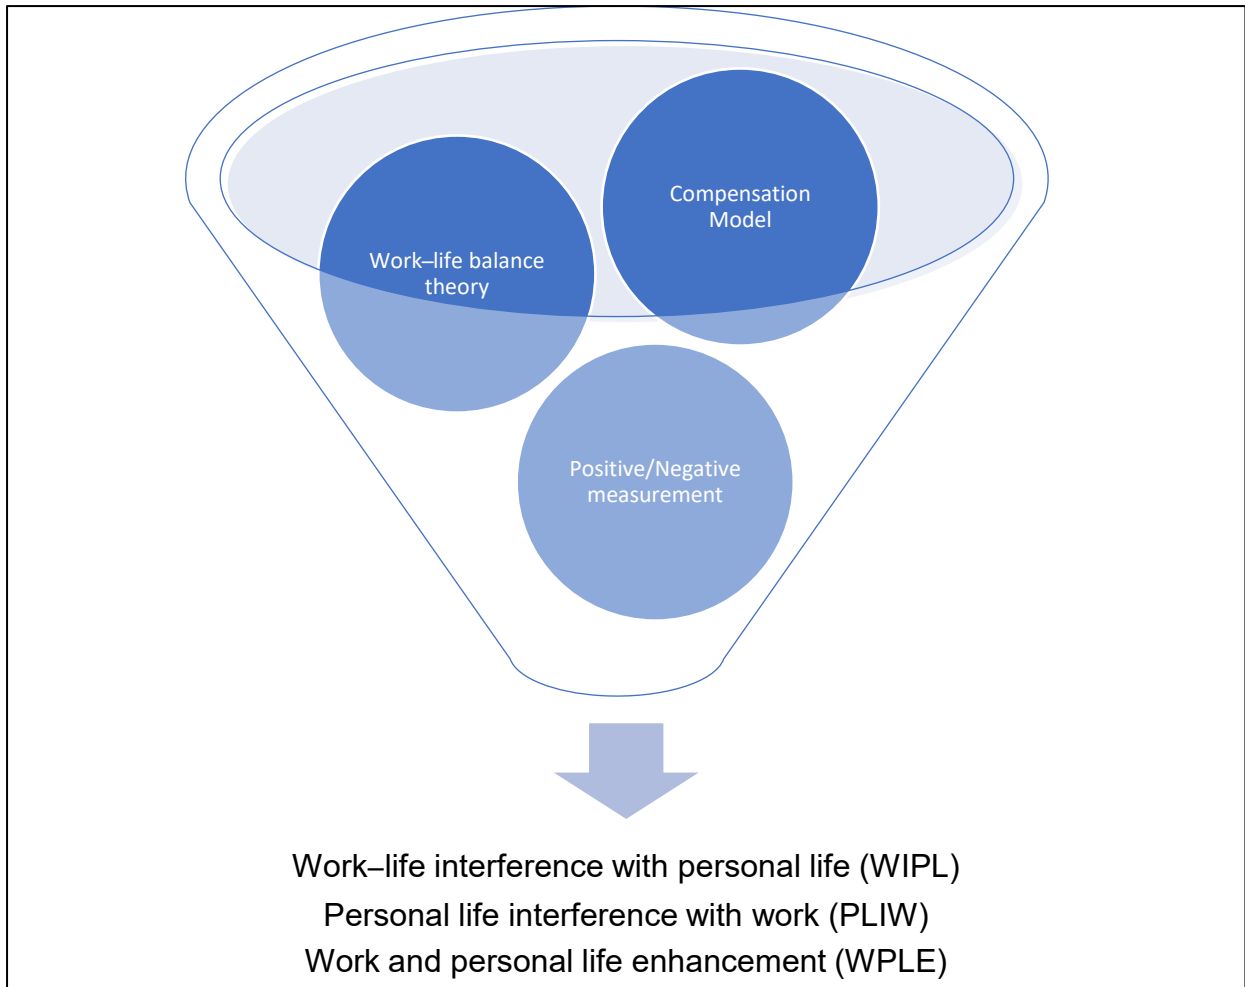 Compensation
Model
Work–life balance
theory
Positive/Negative
measurement
Work–life interference with personal life (WIPL)
Personal life interference with work (PLIW)
Work and personal life enhancement (WPLE)